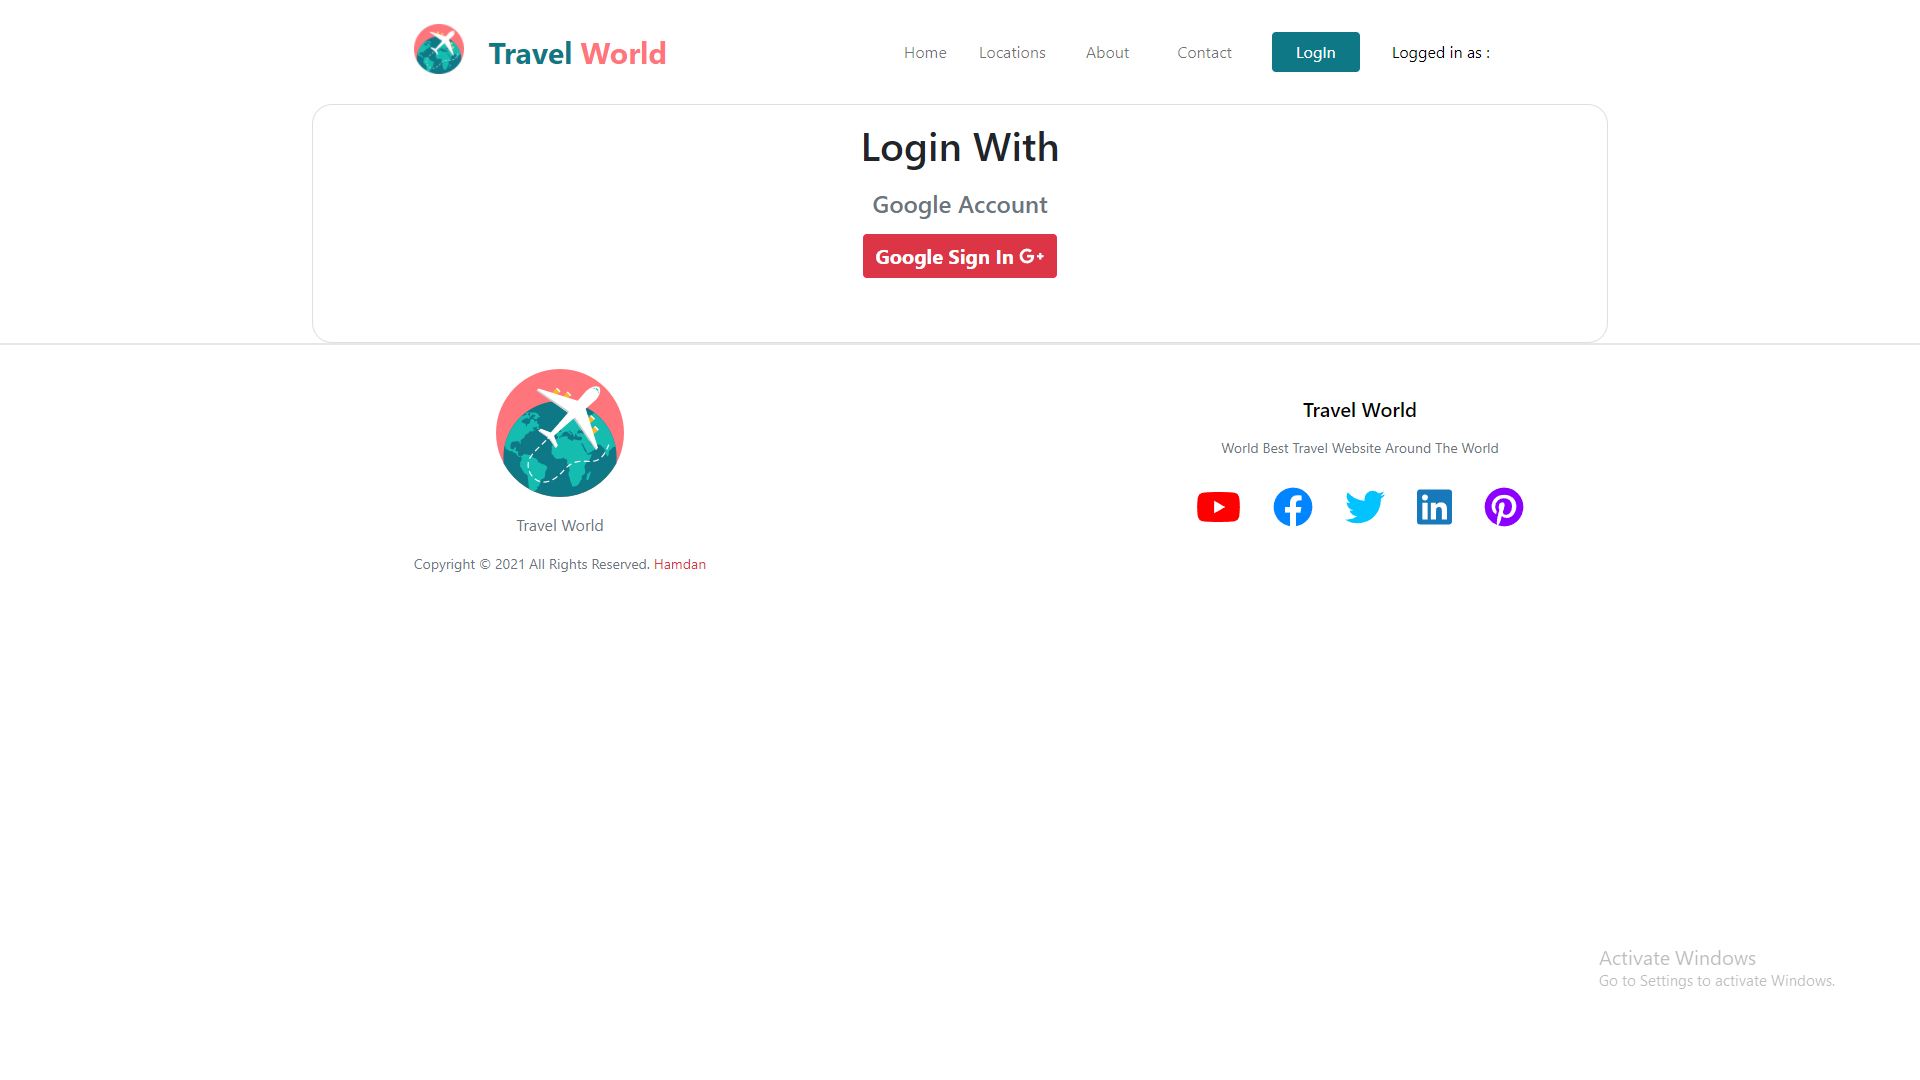 Travel World
Home
Locations
About
Contact
LogIn
Logged in as :
Login With
Google Account
Google Sign In G+
Travel World
Copyright © 2021 All Rights Reserved. Hamdan
Travel World
World Best Travel Website Around The World
Activate Windows
Go to Settings to activate Windows.